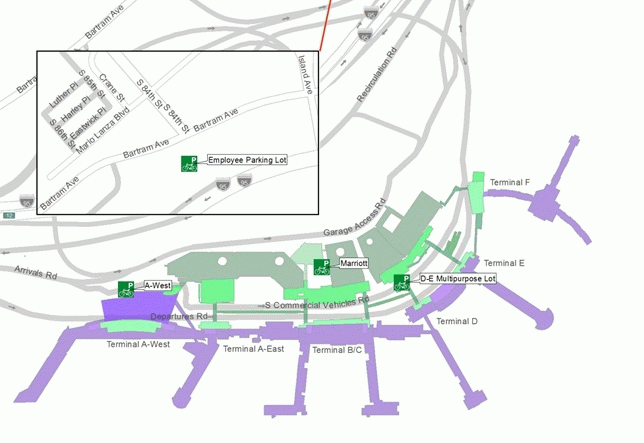 Bartram Ave
95
95
Recirculation Rd
Bartram Ave
Island Ave
S 85th St
Crane St
Luther Pl
S 84th St
S 84th St
Harley Pl
Eastwick Pl
S 86th St
Mario Lanza Blvd
Bartram Ave
Bartram Ave
P
Employee Parking Lot
Bartram Ave
95
95
95
Terminal F
Garage Access Rd
Terminal E
P
Marriott
Arrivals Rd
P
D-E Multipurpose Lot
P
A-West
S Commercial Vehicles Rd
Departures Rd
Terminal D
Terminal A-West
Terminal A-East
Terminal B/C